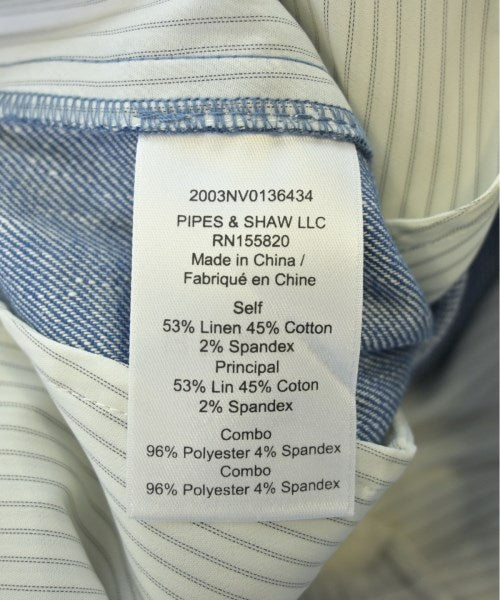 2003NV0136434
PIPES & SHAW LLC
RN155820
Made in China /
Fabriqué en Chine
Self
53% Linen 45% Cotton
2% Spandex
Principal
53% Lin 45% Coton
2% Spandex
Combo
96% Polyester 4% Spandex
Combo
96% Polyester 4% Spandex